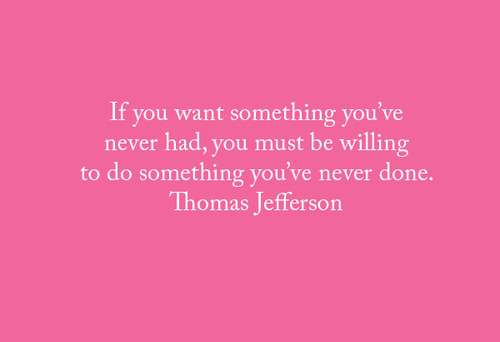 If you want something you’ve
never had, you must be willing
to do something you’ve never done.
Thomas Jefferson